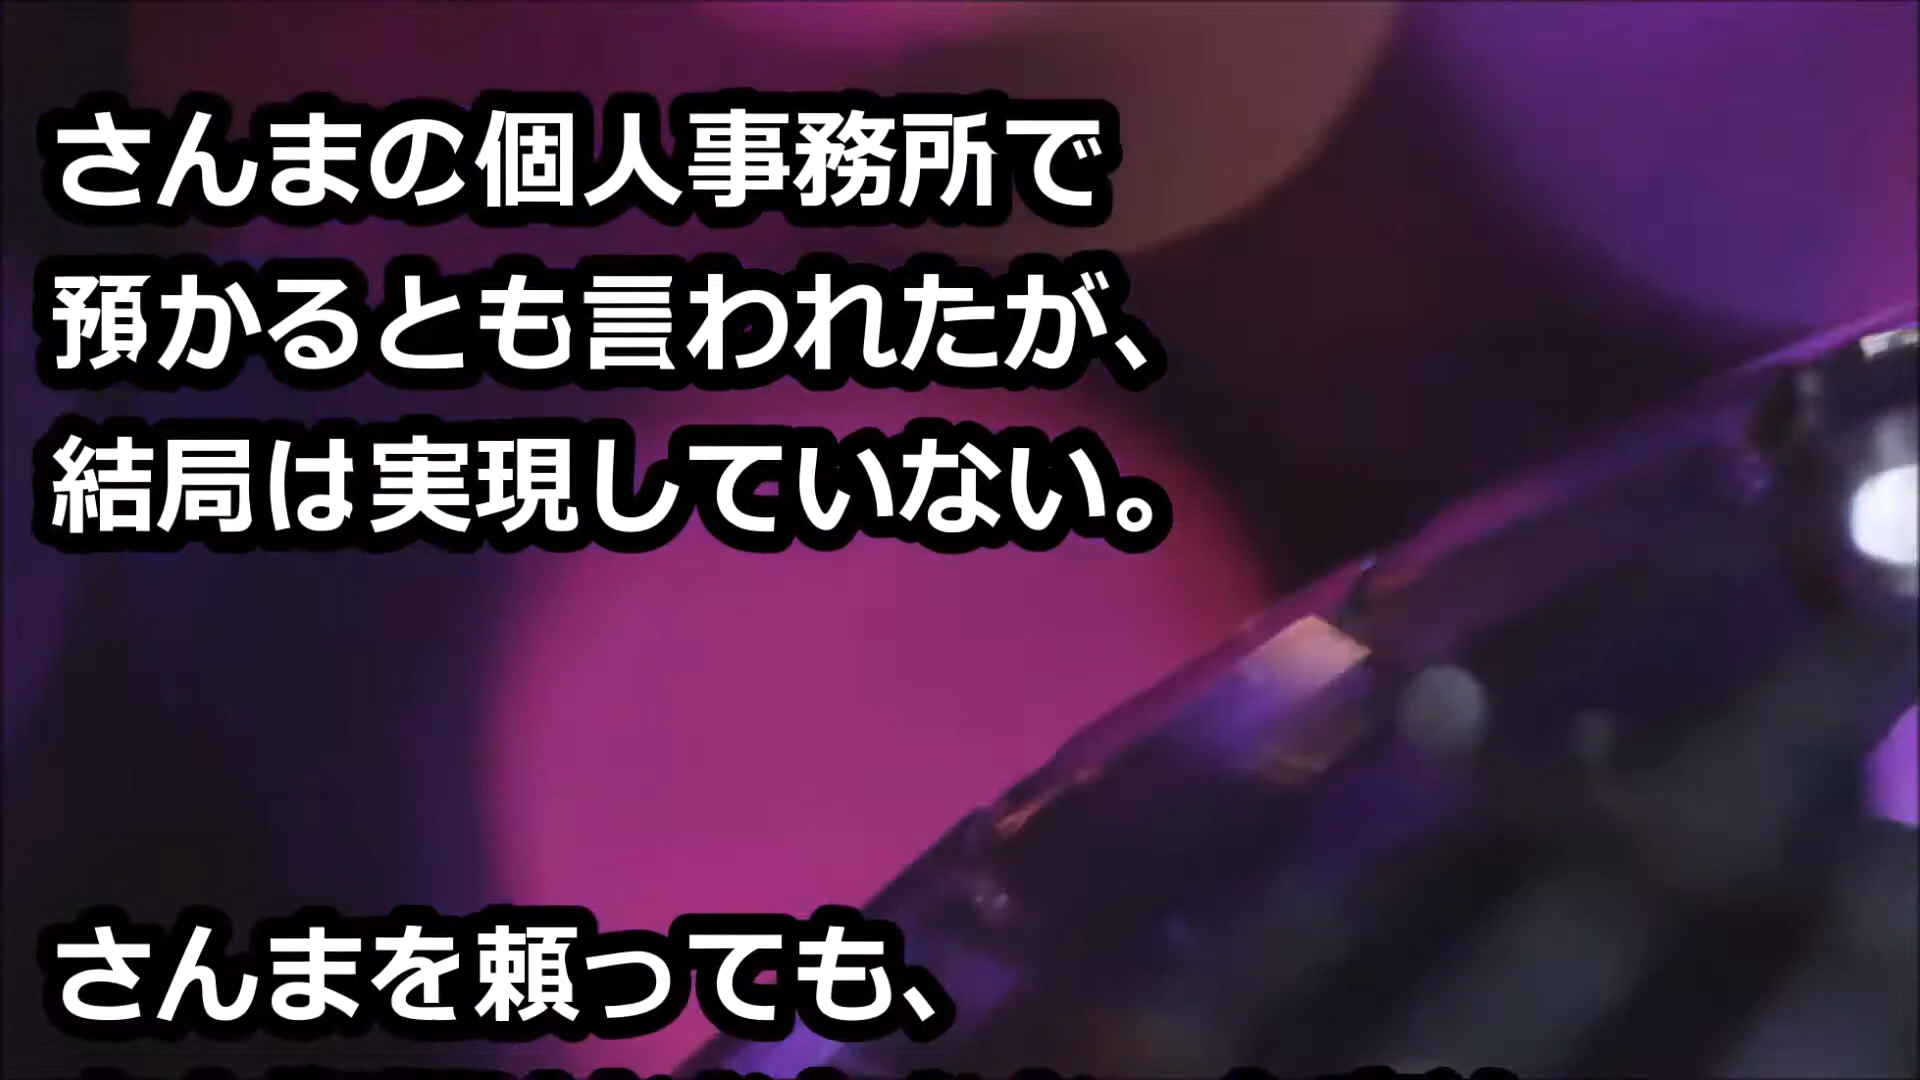 さんまの個人事務所で
預かるとも言われたが、
結局は実現していない。
さんまを頼っても、